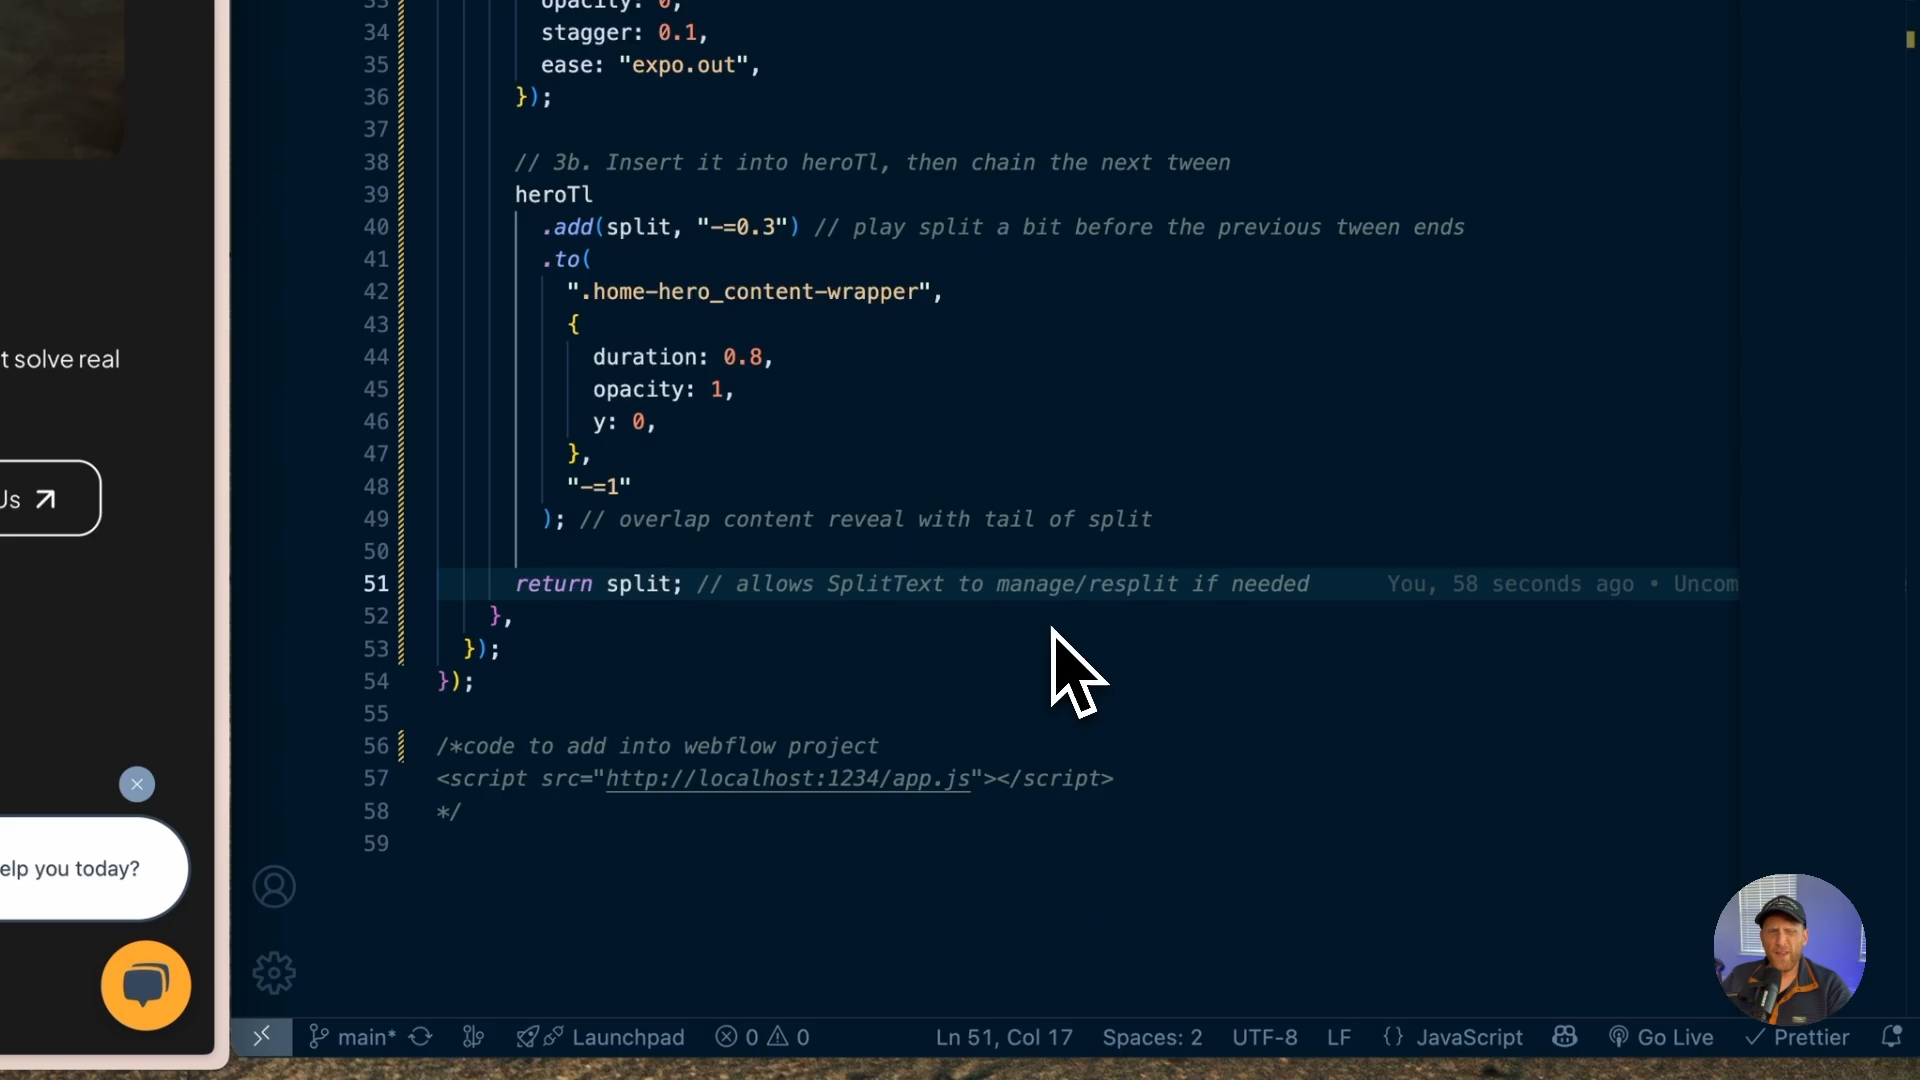 t solve real
Us
elp you today?
33 opacity: 0,
34 stagger: 0.1,
35 ease: "expo.out",
36 });
37
38 // 3b. Insert it into heroTl, then chain the next tween
39 heroTl
40 .add(split, "-=0.3") // play split a bit before the previous tween ends
41 .to(
42 ".home-hero_content-wrapper",
43 {
44 duration: 0.8,
45 opacity: 1,
46 y: 0,
47 },
48 "-=1"
49 ); // overlap content reveal with tail of split
50
51 return split; // allows SplitText to manage/resplit if needed You, 58 seconds ago • Uncom
52 },
53 });
54 });
55
56 /*code to add into webflow project
57 <script src="http://localhost:1234/app.js"></script>
58 */
59
main* Launchpad 0 0 Ln 51, Col 17 Spaces: 2 UTF-8 LF {} JavaScript Go Live Prettier